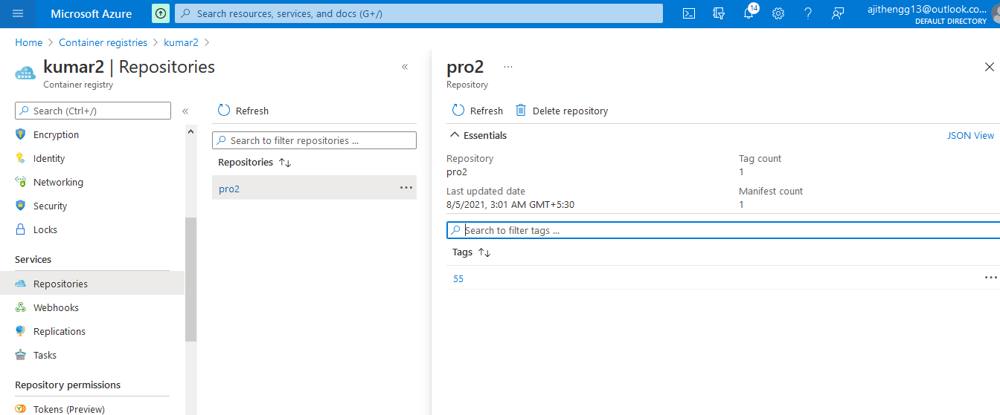 Microsoft Azure
Search resources, services, and docs (G+/)
14
ajithengg13@outlook.co...
DEFAULT DIRECTORY
Home > Container registries > kumar2 >
kumar2 | Repositories
Container registry
Search (Ctrl+/)
Encryption
Identity
Networking
Security
Locks
Services
Repositories
Webhooks
Replications
Tasks
Repository permissions
Tokens (Preview)
Refresh
Search to filter repositories ...
Repositories
pro2
pro2
Repository
Refresh
Delete repository
Essentials
JSON View
Repository
pro2
Tag count
1
Last updated date
8/5/2021, 3:01 AM GMT+5:30
Manifest count
1
Search to filter tags ...
Tags
55